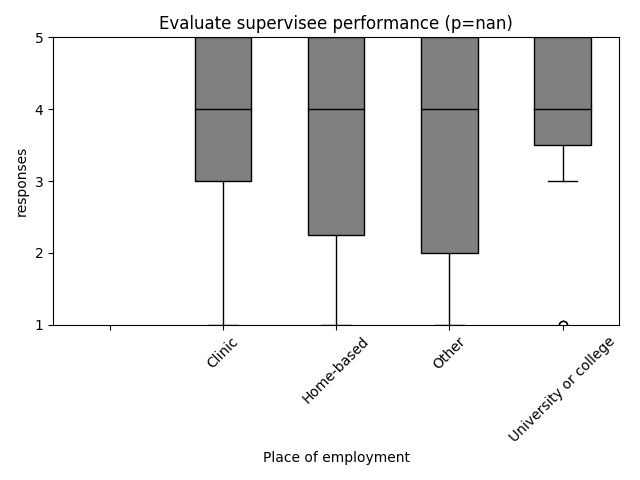 Evaluate supervisee performance (p=nan)
5
4
3
2
1
responses
Clinic
Home-based
Other
University or college
Place of employment